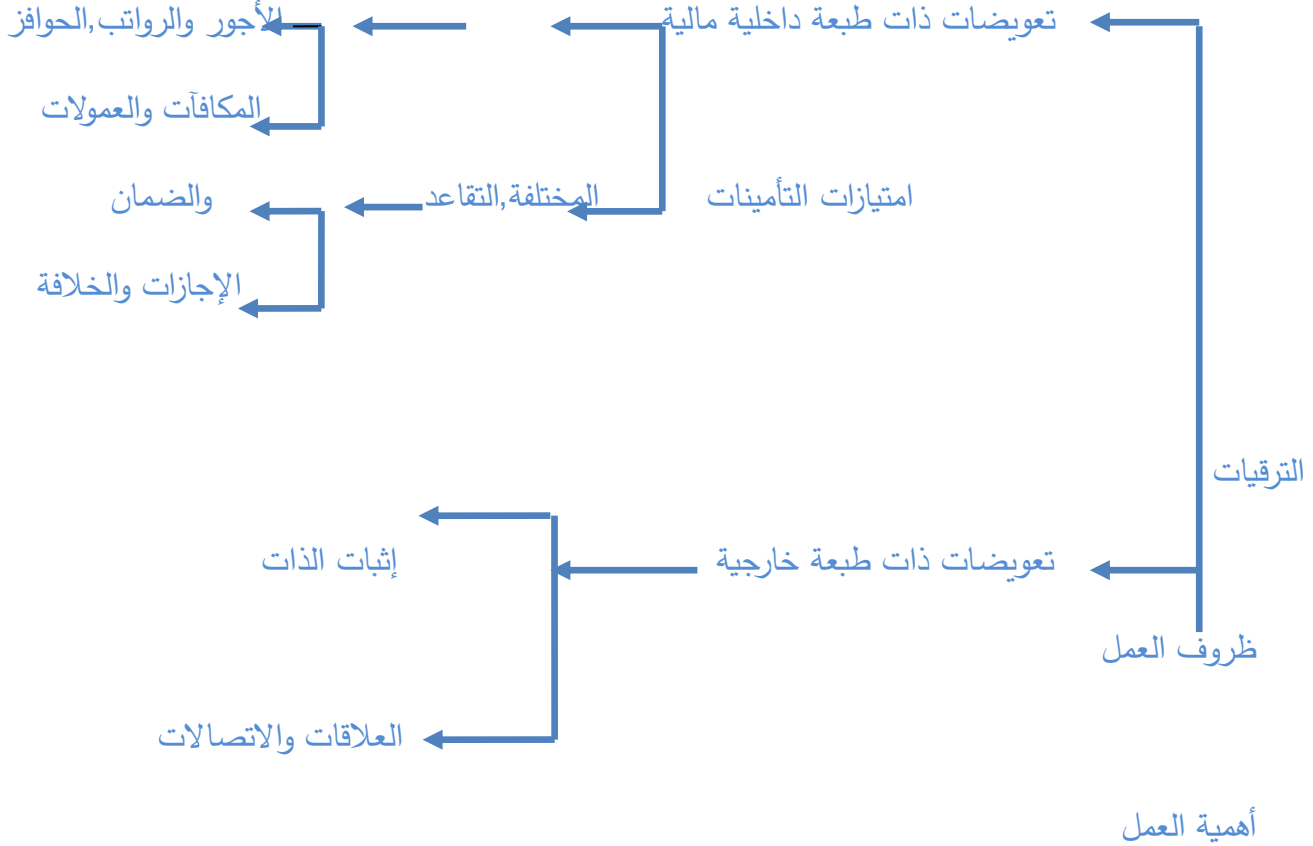 تعويضات ذات طبعة داخلية مالية الأجور والرواتب,الحوافز
المكافآت والعمولات
امتيازات التأمينات المختلفة,التقاعد والضمان
الإجازات والخلافة
الترقيات
تعويضات ذات طبعة خارجية إثبات الذات
ظروف العمل
العلاقات والاتصالات
أهمية العمل